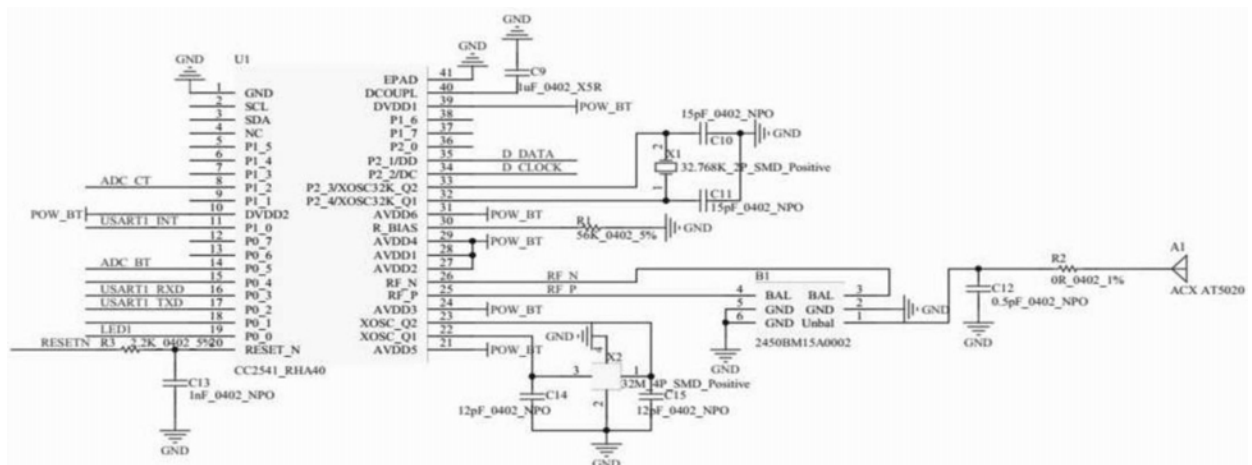 GND
GND
C9
1uF_0402_X5R
GND
U1
EPAD 41
DCOUPL 40
DVDD1 39 POW_BT
P1_6 38
P1_7 37
P2_0 36
P2_1/DD 35 D_DATA
P2_2/DC 34 D_CLOCK
P2_3/XOSC32K_Q2 33
P2_4/XOSC32K_Q1 32
AVDD6 31 POW_BT
R_BIAS 30
AVDD4 29 POW_BT
AVDD1 28
AVDD2 27
RF_N 26 RF_N
RF_P 25 RF_P
AVDD3 24 POW_BT
XOSC_Q2 23
XOSC_Q1 22
AVDD5 21 POW_BT
1 GND
2 SCL
3 SDA
4 NC
5 P1_5
6 P1_4
7 P1_3
ADC_CT 8 P1_2
9 P1_1
POW_BT 10 DVDD2
USART1_INT 11 P1_0
12 P0_7
13 P0_6
ADC_BT 14 P0_5
15 P0_4
USART1_RXD 16 P0_3
USART1_TXD 17 P0_2
18 P0_1
LED1 19 P0_0
RESETN R3 2.2K_0402_5% 20 RESET_N
CC2541_RHA40
C13
1nF_0402_NPO
GND
15pF_0402_NPO
C10
GND
2
X1
32.768K_2P_SMD_Positive
1
C11
15pF_0402_NPO
R1
56K_0402_5%
GND
B1
4 BAL BAL 3
5 GND GND 2
6 GND Unbal 1
2450BM15A0002
GND
GND
R2
0R_0402_1%
C12
0.5pF_0402_NPO
GND
A1
ACX AT5020
GND
4
X2
3
1
32M_4P_SMD_Positive
2
C14
12pF_0402_NPO
C15
12pF_0402_NPO
GND